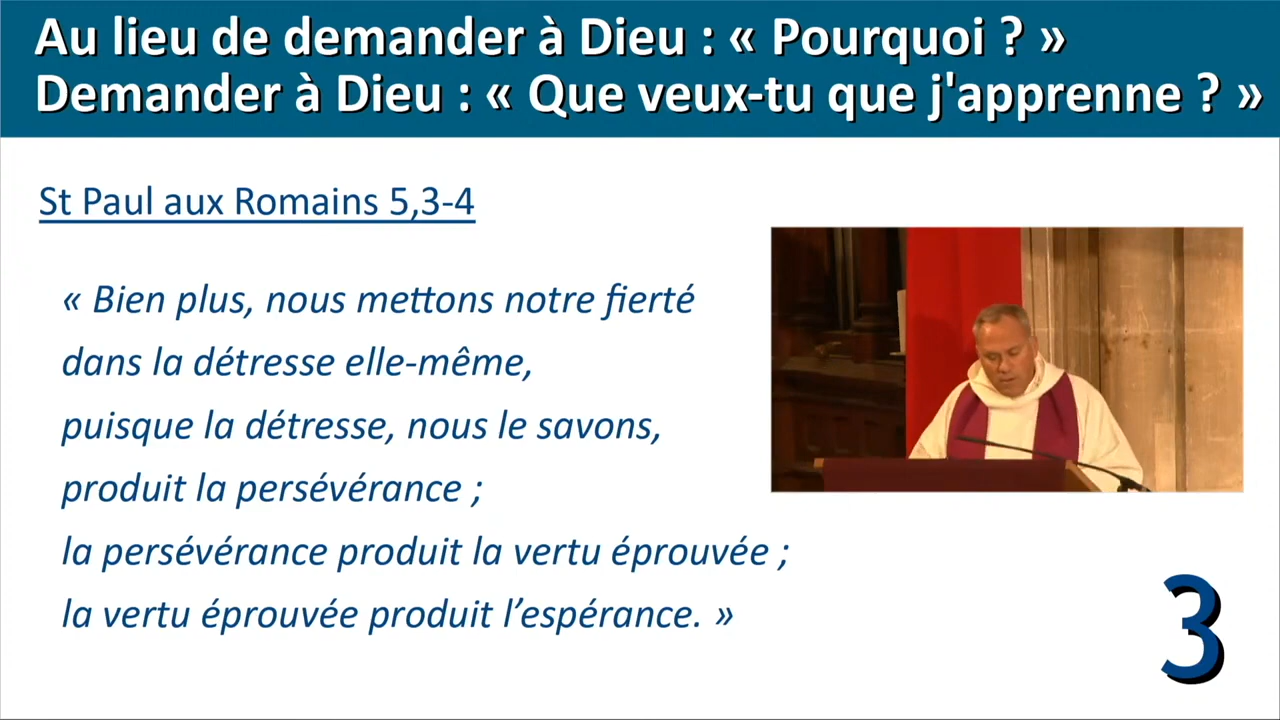 Au lieu de demander à Dieu : « Pourquoi ? »
Demander à Dieu : « Que veux-tu que j'apprenne ? »
St Paul aux Romains 5,3-4
« Bien plus, nous mettons notre fierté
dans la détresse elle-même,
puisque la détresse, nous le savons,
produit la persévérance ;
la persévérance produit la vertu éprouvée ;
la vertu éprouvée produit l’espérance. »
3